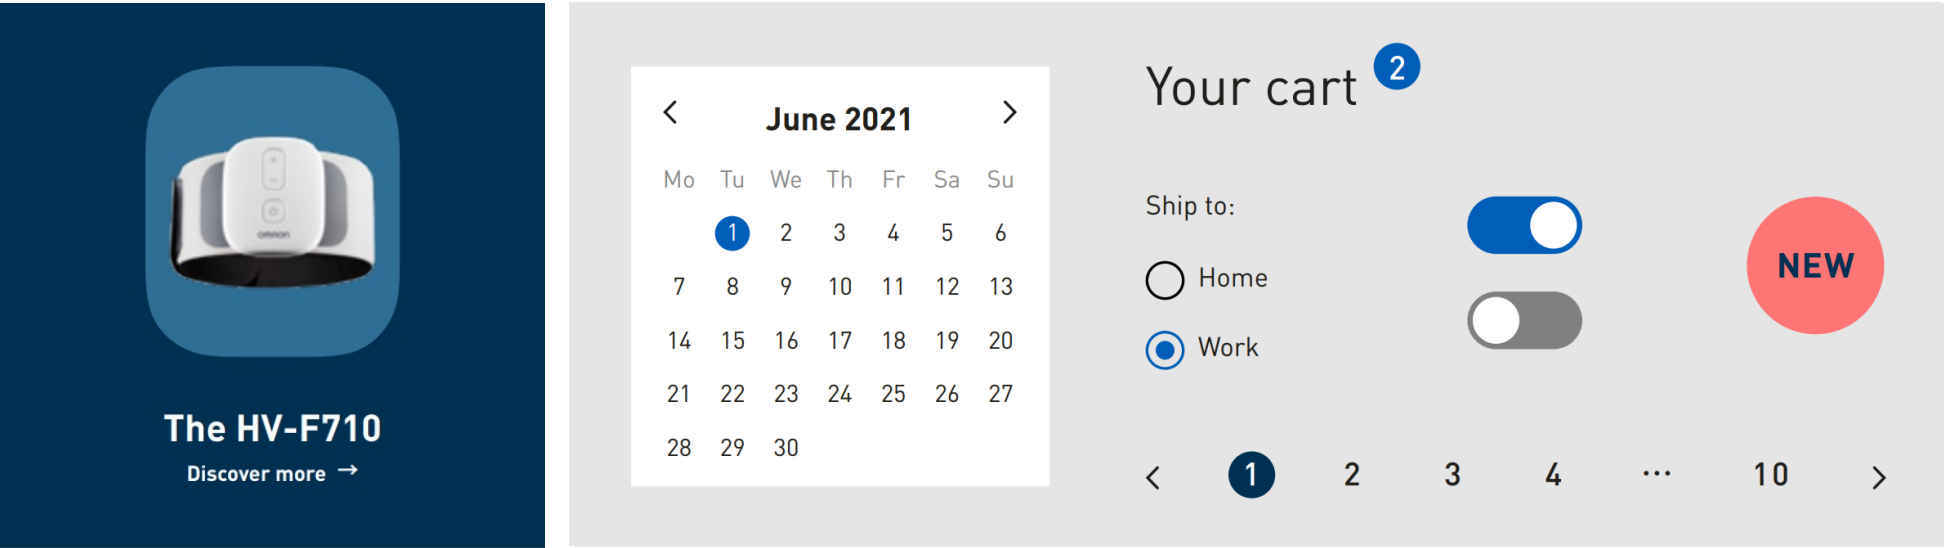 OMRON
The HV-F710
Discover more →
June 2021
Mo Tu We Th Fr Sa Su
1 2 3 4 5 6
7 8 9 10 11 12 13
14 15 16 17 18 19 20
21 22 23 24 25 26 27
28 29 30
Your cart 2
Ship to:
Home
Work
NEW
1 2 3 4 ... 10